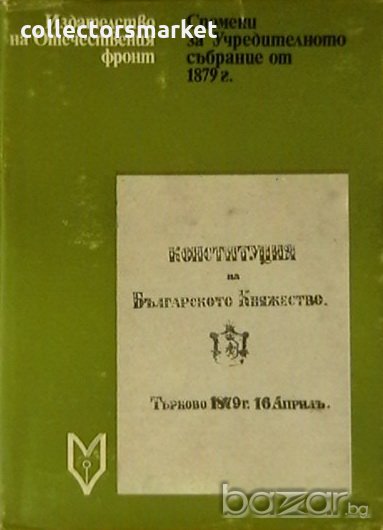 collectorsmarket
Издателство
на Отечествения
фронт
Спомени
за Учредителното
събрание от
1879 г.
КОНСТИТУЦИЯ
на
БЪЛГАРСКОТО КНЯЖЕСТВО.
ТЪРНОВО 1879 г. 16 АПРИЛЪ.
bazar.bg